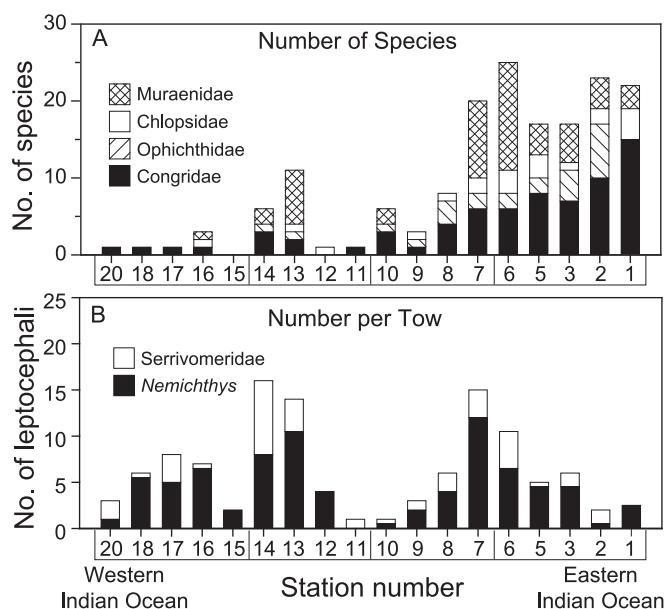 A
Number of Species
30
20
10
0
No. of species
Muraenidae
Chlopsidae
Ophichthidae
Congridae
20 18 17 16 15 14 13 12 11 10 9 8 7 6 5 3 2 1
B
Number per Tow
25
20
15
10
5
0
No. of leptocephali
Serrivomeridae
Nemichthys
20 18 17 16 15 14 13 12 11 10 9 8 7 6 5 3 2 1
Western
Indian Ocean
Station number
Eastern
Indian Ocean